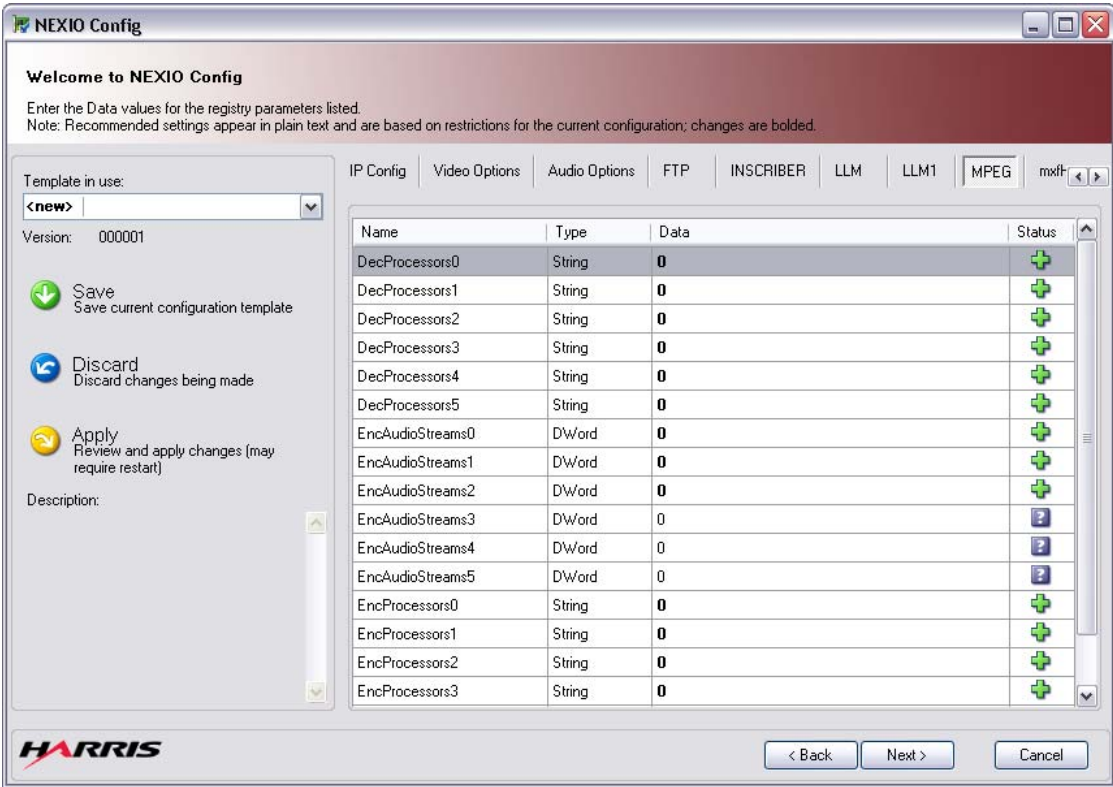 NEXIO Config
Welcome to NEXIO Config
Enter the Data values for the registry parameters listed.
Note: Recommended settings appear in plain text and are based on restrictions for the current configuration; changes are bolded.
Template in use:
<new>
Version: 000001
Save
Save current configuration template
Discard
Discard changes being made
Apply
Review and apply changes (may
require restart)
Description:
IP Config Video Options Audio Options FTP INSCRIBER LLM LLM1 MPEG
Name Type Data Status
DecProcessors0 String 0
DecProcessors1 String 0
DecProcessors2 String 0
DecProcessors3 String 0
DecProcessors4 String 0
DecProcessors5 String 0
EncAudioStreams0 DWord 0
EncAudioStreams1 DWord 0
EncAudioStreams2 DWord 0
EncAudioStreams3 DWord 0 ?
EncAudioStreams4 DWord 0 ?
EncAudioStreams5 DWord 0 ?
EncProcessors0 String 0
EncProcessors1 String 0
EncProcessors2 String 0
EncProcessors3 String 0
HARRIS
< Back Next > Cancel